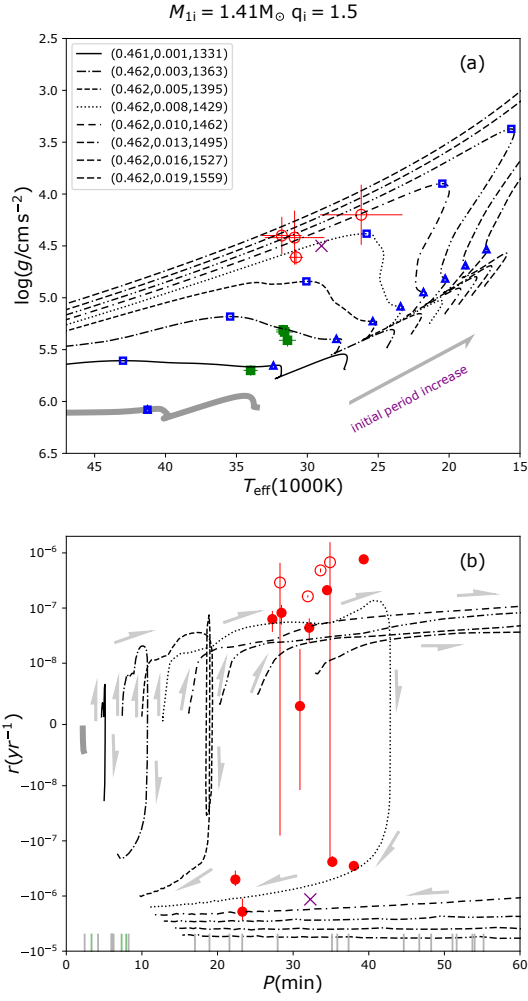 M₁ᵢ = 1.41M☉ qᵢ = 1.5
(a)
(0.461,0.001,1331)
(0.462,0.003,1363)
(0.462,0.005,1395)
(0.462,0.008,1429)
(0.462,0.010,1462)
(0.462,0.013,1495)
(0.462,0.016,1527)
(0.462,0.019,1559)
2.5
3.0
3.5
4.0
4.5
5.0
5.5
6.0
6.5
log(g/cm s⁻²)
initial period increase
45 40 35 30 25 20 15
T_eff(1000K)
(b)
10⁻⁶
10⁻⁷
10⁻⁸
0
−10⁻⁸
−10⁻⁷
−10⁻⁶
−10⁻⁵
r(yr⁻¹)
0 10 20 30 40 50 60
P(min)